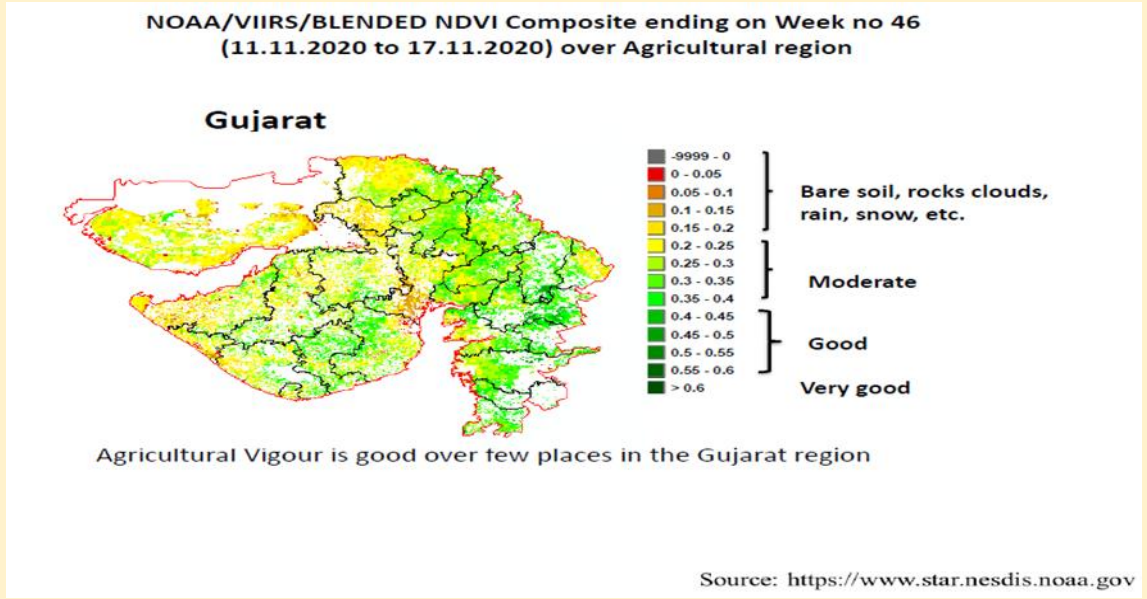 NOAA/VIIRS/BLENDED NDVI Composite ending on Week no 46
(11.11.2020 to 17.11.2020) over Agricultural region
Gujarat
-9999 - 0
0 - 0.05
0.05 - 0.1
0.1 - 0.15
0.15 - 0.2
0.2 - 0.25
0.25 - 0.3
0.3 - 0.35
0.35 - 0.4
0.4 - 0.45
0.45 - 0.5
0.5 - 0.55
0.55 - 0.6
> 0.6
Bare soil, rocks clouds,
rain, snow, etc.
Moderate
Good
Very good
Agricultural Vigour is good over few places in the Gujarat region
Source: https://www.star.nesdis.noaa.gov